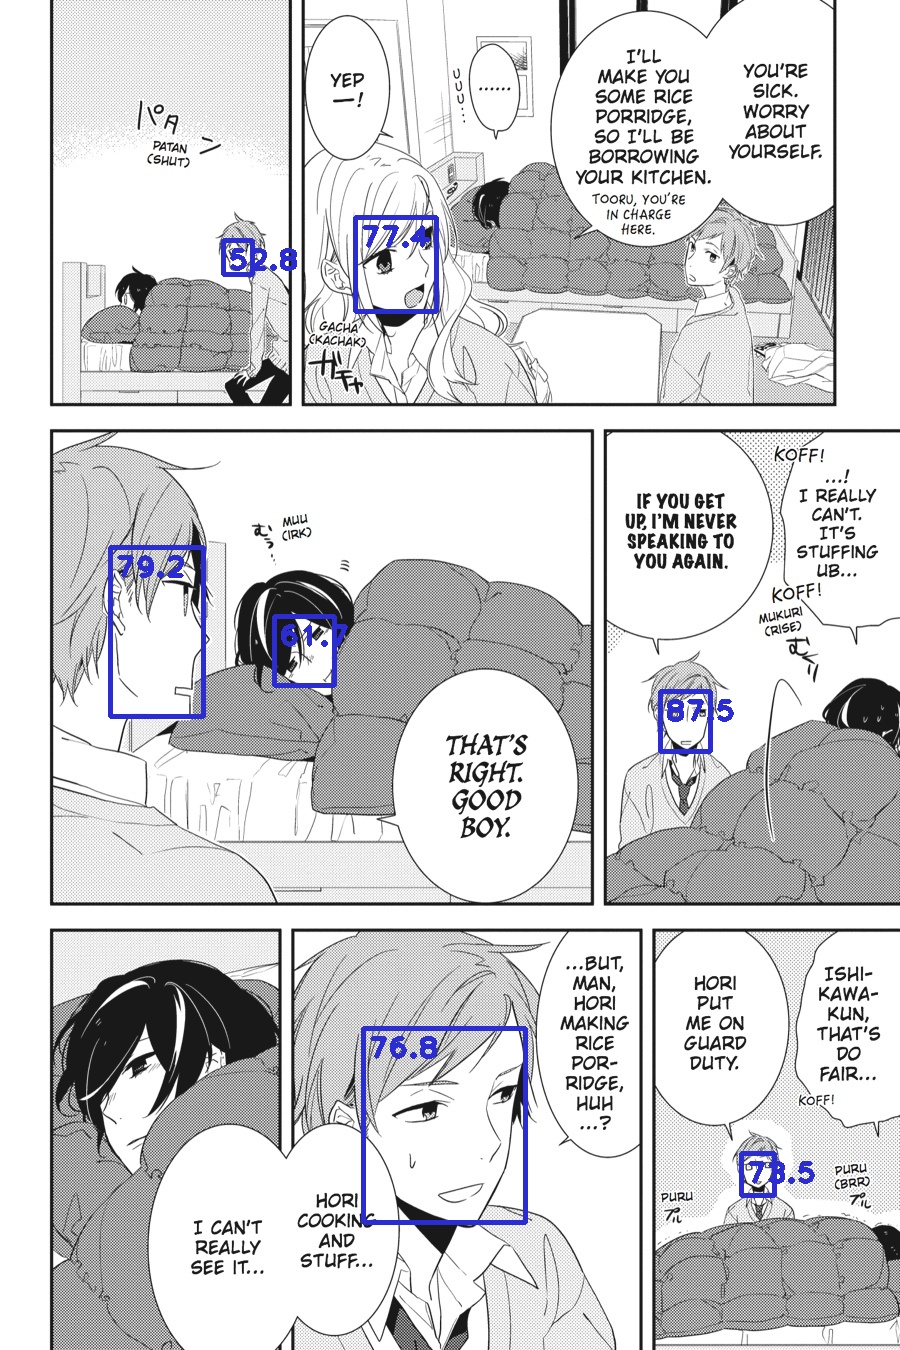 YOU'RE
SICK.
WORRY
ABOUT
YOURSELF.
I'LL
MAKE YOU
SOME RICE
PORRIDGE,
SO I'LL BE
BORROWING
YOUR KITCHEN.
TOORU, YOU'RE
IN CHARGE
HERE.
......
UUU...
YEP
—!
77.4
GACHA
(KACHAK)
ガチャ
パタン
PATAN
(SHUT)
52.8
KOFF!
...!
I REALLY
CAN'T.
IT'S
STUFFING
UB...
KOFF!
MUKURI
(RISE)
むくっ
IF YOU GET
UP, I'M NEVER
SPEAKING TO
YOU AGAIN.
87.5
MUU
(IRK)
むぅっ
61.7
79.2
THAT'S
RIGHT.
GOOD
BOY.
ISHI-
KAWA-
KUN,
THAT'S
DO
FAIR...
KOFF!
HORI
PUT
ME ON
GUARD
DUTY.
73.5
PURU
(BRR)
プル
PURU
プル
...BUT,
MAN,
HORI
MAKING
RICE
POR-
RIDGE,
HUH
...?
76.8
HORI
COOKING
AND
STUFF...
I CAN'T
REALLY
SEE IT...